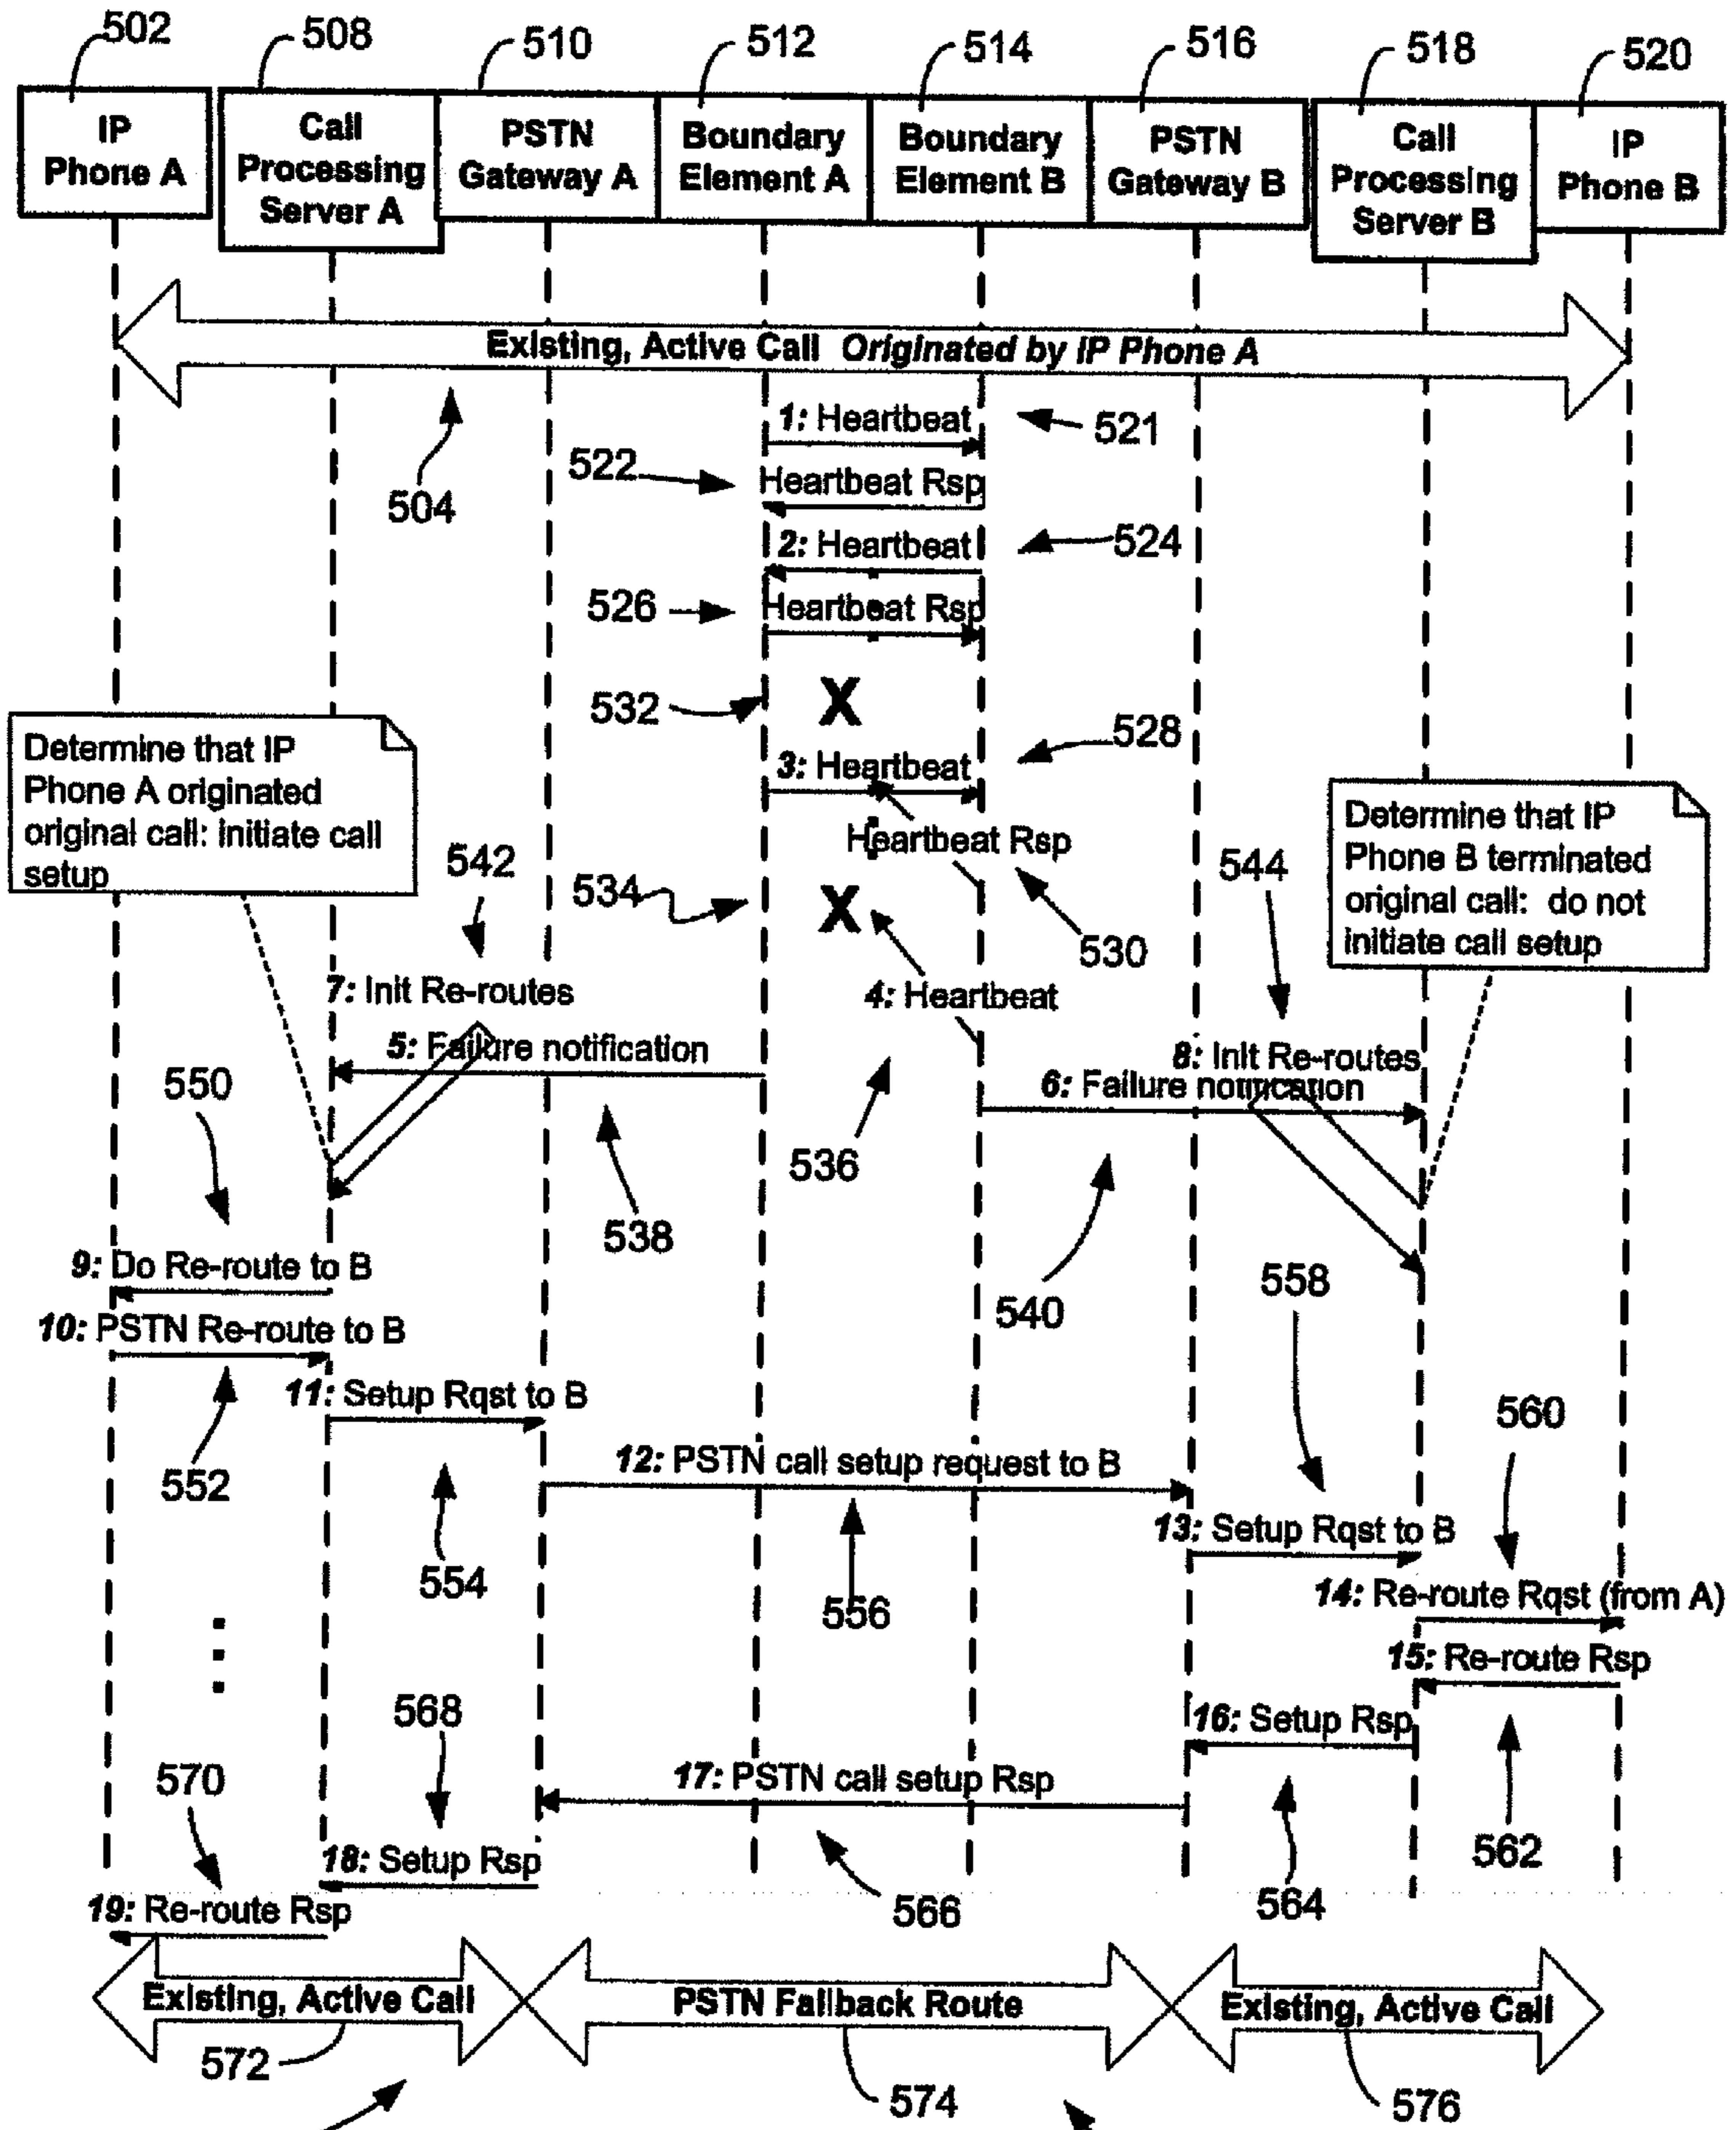 502
508
510
512
514
516
518
520
IP
Phone A
Call
Processing
Server A
PSTN
Gateway A
Boundary
Element A
Boundary
Element B
PSTN
Gateway B
Call
Processing
Server B
IP
Phone B
Existing, Active Call Originated by IP Phone A
504
1: Heartbeat
521
522
Heartbeat Rsp
2: Heartbeat
524
526
Heartbeat Rsp
532
X
528
3: Heartbeat
Heartbeat Rsp
530
534
X
4: Heartbeat
536
Determine that IP
Phone A originated
original call: initiate call
setup
Determine that IP
Phone B terminated
original call: do not
initiate call setup
542
544
7: Init Re-routes
5: Failure notification
538
8: Init Re-routes
6: Failure notification
540
550
9: Do Re-route to B
10: PSTN Re-route to B
552
11: Setup Rqst to B
554
12: PSTN call setup request to B
556
558
13: Setup Rqst to B
560
14: Re-route Rqst (from A)
15: Re-route Rsp
562
16: Setup Rsp
564
17: PSTN call setup Rsp
566
568
18: Setup Rsp
570
19: Re-route Rsp
Existing, Active Call
PSTN Fallback Route
Existing, Active Call
572
574
576